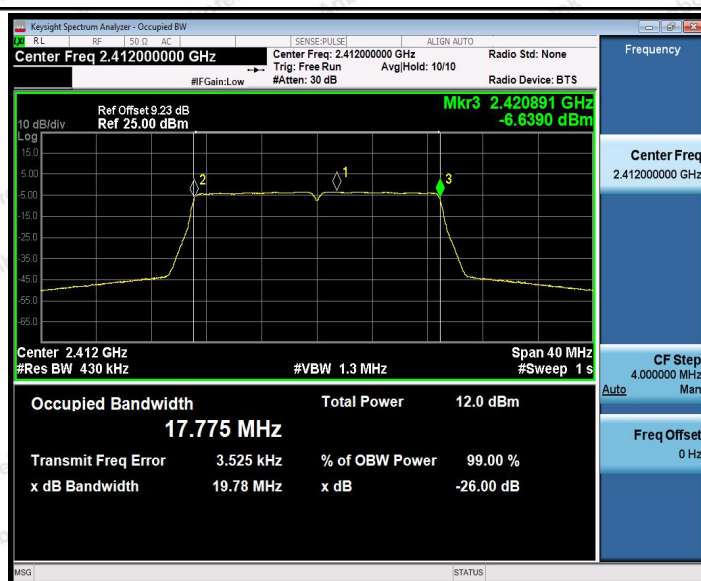 Keysight Spectrum Analyzer - Occupied BW
LXI RL RF 50 Ω AC SENSE:PULSE ALIGN AUTO
Center Freq 2.412000000 GHz
Center Freq: 2.412000000 GHz Radio Std: None
Trig: Free Run Avg|Hold: 10/10
#IFGain:Low #Atten: 30 dB Radio Device: BTS
Frequency
Mkr3 2.420891 GHz
-6.6390 dBm
Ref Offset 9.23 dB
10 dB/div Ref 25.00 dBm
Log
15.0
5.00
-5.00
-15.0
-25.0
-35.0
-45.0
-55.0
-65.0
2
1
3
Center 2.412 GHz Span 40 MHz
#Res BW 430 kHz #VBW 1.3 MHz #Sweep 1 s
Center Freq
2.412000000 GHz
CF Step
4.000000 MHz
Auto Man
Freq Offset
0 Hz
Occupied Bandwidth Total Power 12.0 dBm
17.775 MHz
Transmit Freq Error 3.525 kHz % of OBW Power 99.00 %
x dB Bandwidth 19.78 MHz x dB -26.00 dB
MSG STATUS